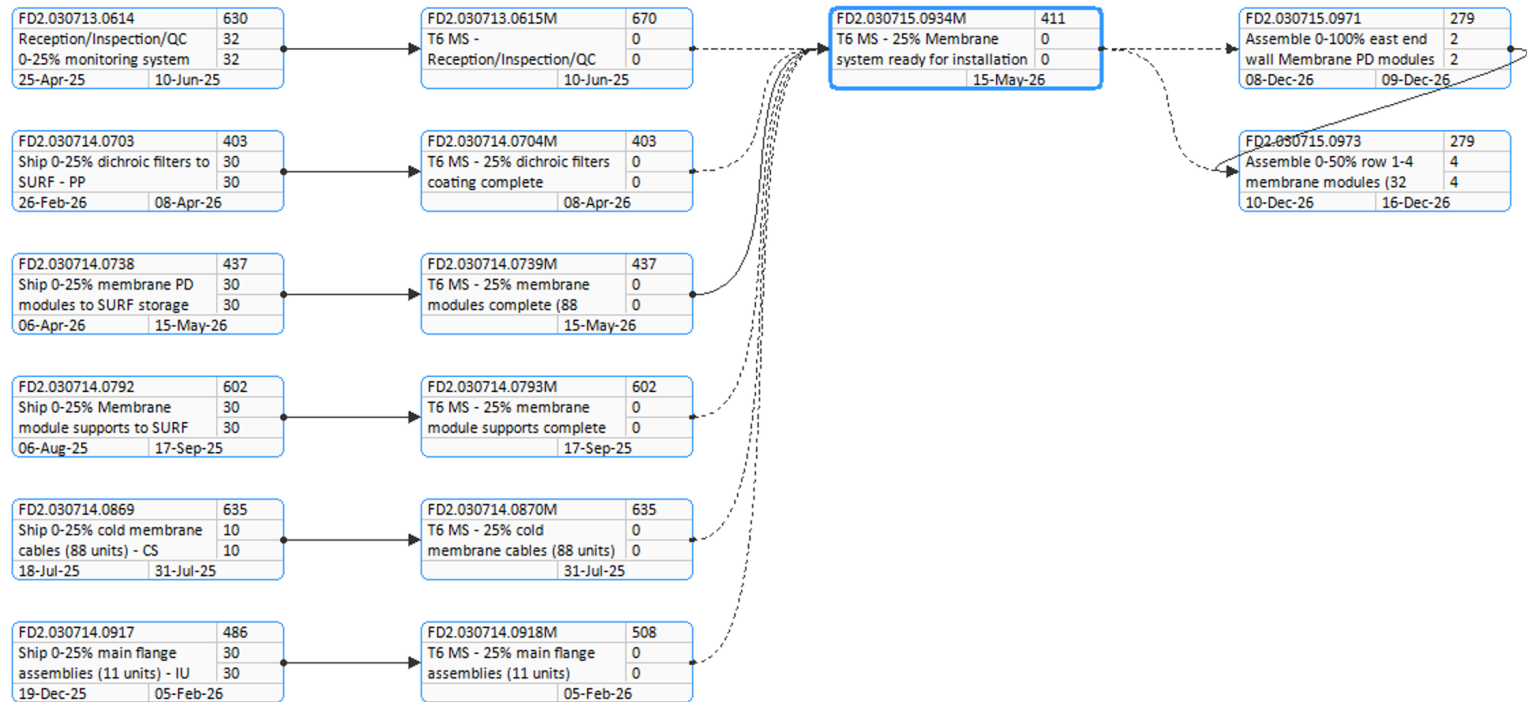 FD2.030713.0614 630
Reception/Inspection/QC 32
0-25% monitoring system 32
25-Apr-25 10-Jun-25
FD2.030713.0615M 670
T6 MS - 0
Reception/Inspection/QC 0
10-Jun-25
FD2.030715.0934M 411
T6 MS - 25% Membrane 0
system ready for installation 0
15-May-26
FD2.030715.0971 279
Assemble 0-100% east end 2
wall Membrane PD modules 2
08-Dec-26 09-Dec-26
FD2.030714.0703 403
Ship 0-25% dichroic filters to 30
SURF - PP 30
26-Feb-26 08-Apr-26
FD2.030714.0704M 403
T6 MS - 25% dichroic filters 0
coating complete 0
08-Apr-26
FD2.030715.0973 279
Assemble 0-50% row 1-4 4
membrane modules (32 4
10-Dec-26 16-Dec-26
FD2.030714.0738 437
Ship 0-25% membrane PD 30
modules to SURF storage 30
06-Apr-26 15-May-26
FD2.030714.0739M 437
T6 MS - 25% membrane 0
modules complete (88 0
15-May-26
FD2.030714.0792 602
Ship 0-25% Membrane 30
module supports to SURF 30
06-Aug-25 17-Sep-25
FD2.030714.0793M 602
T6 MS - 25% membrane 0
module supports complete 0
17-Sep-25
FD2.030714.0869 635
Ship 0-25% cold membrane 10
cables (88 units) - CS 10
18-Jul-25 31-Jul-25
FD2.030714.0870M 635
T6 MS - 25% cold 0
membrane cables (88 units) 0
31-Jul-25
FD2.030714.0917 486
Ship 0-25% main flange 30
assemblies (11 units) - IU 30
19-Dec-25 05-Feb-26
FD2.030714.0918M 508
T6 MS - 25% main flange 0
assemblies (11 units) 0
05-Feb-26